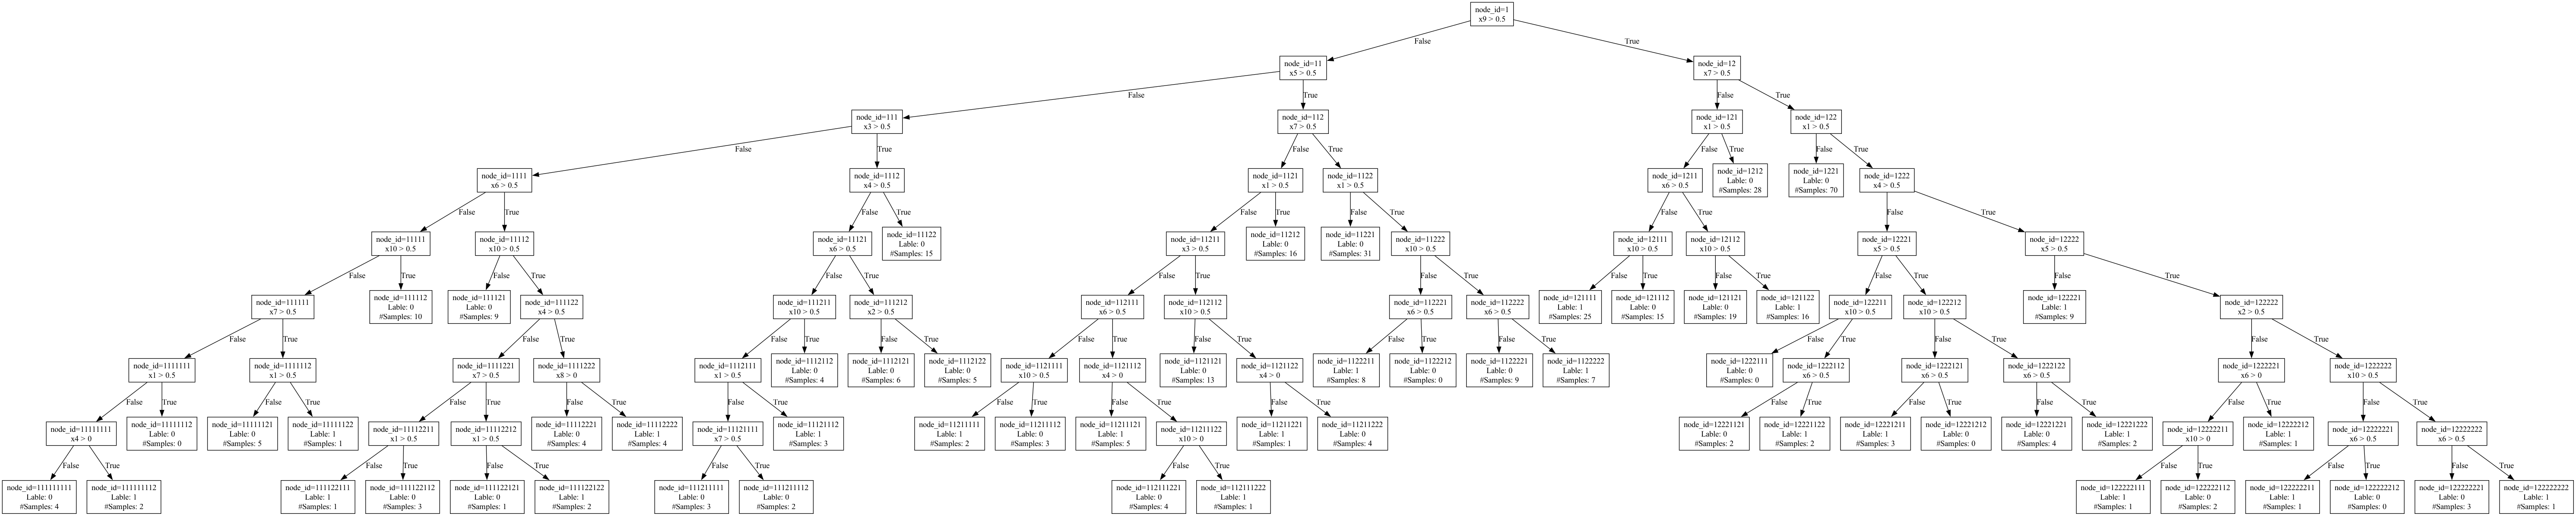 node_id=1
x9 > 0.5
False
True
node_id=11
x5 > 0.5
node_id=12
x7 > 0.5
False
True
False
True
node_id=111
x3 > 0.5
node_id=112
x7 > 0.5
node_id=121
x1 > 0.5
node_id=122
x1 > 0.5
False
True
False
True
False
True
False
True
node_id=1111
x6 > 0.5
node_id=1112
x4 > 0.5
node_id=1121
x1 > 0.5
node_id=1122
x1 > 0.5
node_id=1211
x6 > 0.5
node_id=1212
Lable: 0
#Samples: 28
node_id=1221
Lable: 0
#Samples: 70
node_id=1222
x4 > 0.5
False
True
False
True
False
True
False
True
False
True
False
True
node_id=11111
x10 > 0.5
node_id=11112
x10 > 0.5
node_id=11121
x6 > 0.5
node_id=11122
Lable: 0
#Samples: 15
node_id=11211
x3 > 0.5
node_id=11212
Lable: 0
#Samples: 16
node_id=11221
Lable: 0
#Samples: 31
node_id=11222
x10 > 0.5
node_id=12111
x10 > 0.5
node_id=12112
x10 > 0.5
node_id=12221
x5 > 0.5
node_id=12222
x5 > 0.5
False
True
False
True
False
True
False
True
False
True
False
True
False
True
False
True
False
True
node_id=111111
x7 > 0.5
node_id=111112
Lable: 0
#Samples: 10
node_id=111121
Lable: 0
#Samples: 9
node_id=111122
x4 > 0.5
node_id=111211
x10 > 0.5
node_id=111212
x2 > 0.5
node_id=112111
x6 > 0.5
node_id=112112
x10 > 0.5
node_id=112221
x6 > 0.5
node_id=112222
x6 > 0.5
node_id=121111
Lable: 1
#Samples: 25
node_id=121112
Lable: 0
#Samples: 15
node_id=121121
Lable: 0
#Samples: 19
node_id=121122
Lable: 1
#Samples: 16
node_id=122211
x10 > 0.5
node_id=122212
x10 > 0.5
node_id=122221
Lable: 1
#Samples: 9
node_id=122222
x2 > 0.5
False
True
False
True
False
True
False
True
False
True
False
True
False
True
False
True
False
True
False
True
False
True
node_id=1111111
x1 > 0.5
node_id=1111112
x1 > 0.5
node_id=1111221
x7 > 0.5
node_id=1111222
x8 > 0
node_id=1112111
x1 > 0.5
node_id=1112112
Lable: 0
#Samples: 4
node_id=1112121
Lable: 0
#Samples: 6
node_id=1112122
Lable: 0
#Samples: 5
node_id=1121111
x10 > 0.5
node_id=1121112
x4 > 0
node_id=1121121
Lable: 0
#Samples: 13
node_id=1121122
x4 > 0
node_id=1122211
Lable: 1
#Samples: 8
node_id=1122212
Lable: 0
#Samples: 0
node_id=1122221
Lable: 0
#Samples: 9
node_id=1122222
Lable: 1
#Samples: 7
node_id=1222111
Lable: 0
#Samples: 0
node_id=1222112
x6 > 0.5
node_id=1222121
x6 > 0.5
node_id=1222122
x6 > 0.5
node_id=1222221
x6 > 0
node_id=1222222
x10 > 0.5
False
True
False
True
False
True
False
True
False
True
False
True
False
True
False
True
False
True
False
True
False
True
False
True
False
True
node_id=11111111
x4 > 0
node_id=11111112
Lable: 0
#Samples: 0
node_id=11111121
Lable: 0
#Samples: 5
node_id=11111122
Lable: 1
#Samples: 1
node_id=11112211
x1 > 0.5
node_id=11112212
x1 > 0.5
node_id=11112221
Lable: 0
#Samples: 4
node_id=11112222
Lable: 1
#Samples: 4
node_id=11121111
x7 > 0.5
node_id=11121112
Lable: 1
#Samples: 3
node_id=11211111
Lable: 1
#Samples: 2
node_id=11211112
Lable: 0
#Samples: 3
node_id=11211121
Lable: 1
#Samples: 5
node_id=11211122
x10 > 0
node_id=11211221
Lable: 1
#Samples: 1
node_id=11211222
Lable: 0
#Samples: 4
node_id=12221121
Lable: 0
#Samples: 2
node_id=12221122
Lable: 1
#Samples: 2
node_id=12221211
Lable: 1
#Samples: 3
node_id=12221212
Lable: 0
#Samples: 0
node_id=12221221
Lable: 0
#Samples: 4
node_id=12221222
Lable: 1
#Samples: 2
node_id=12222211
x10 > 0
node_id=12222212
Lable: 1
#Samples: 1
node_id=12222221
x6 > 0.5
node_id=12222222
x6 > 0.5
False
True
False
True
False
True
False
True
False
True
False
True
False
True
False
True
node_id=111111111
Lable: 0
#Samples: 4
node_id=111111112
Lable: 1
#Samples: 2
node_id=111122111
Lable: 1
#Samples: 1
node_id=111122112
Lable: 0
#Samples: 3
node_id=111122121
Lable: 0
#Samples: 1
node_id=111122122
Lable: 1
#Samples: 2
node_id=111211111
Lable: 0
#Samples: 3
node_id=111211112
Lable: 0
#Samples: 2
node_id=112111221
Lable: 0
#Samples: 4
node_id=112111222
Lable: 1
#Samples: 1
node_id=122222111
Lable: 1
#Samples: 1
node_id=122222112
Lable: 0
#Samples: 2
node_id=122222211
Lable: 1
#Samples: 1
node_id=122222212
Lable: 0
#Samples: 0
node_id=122222221
Lable: 0
#Samples: 3
node_id=122222222
Lable: 1
#Samples: 1